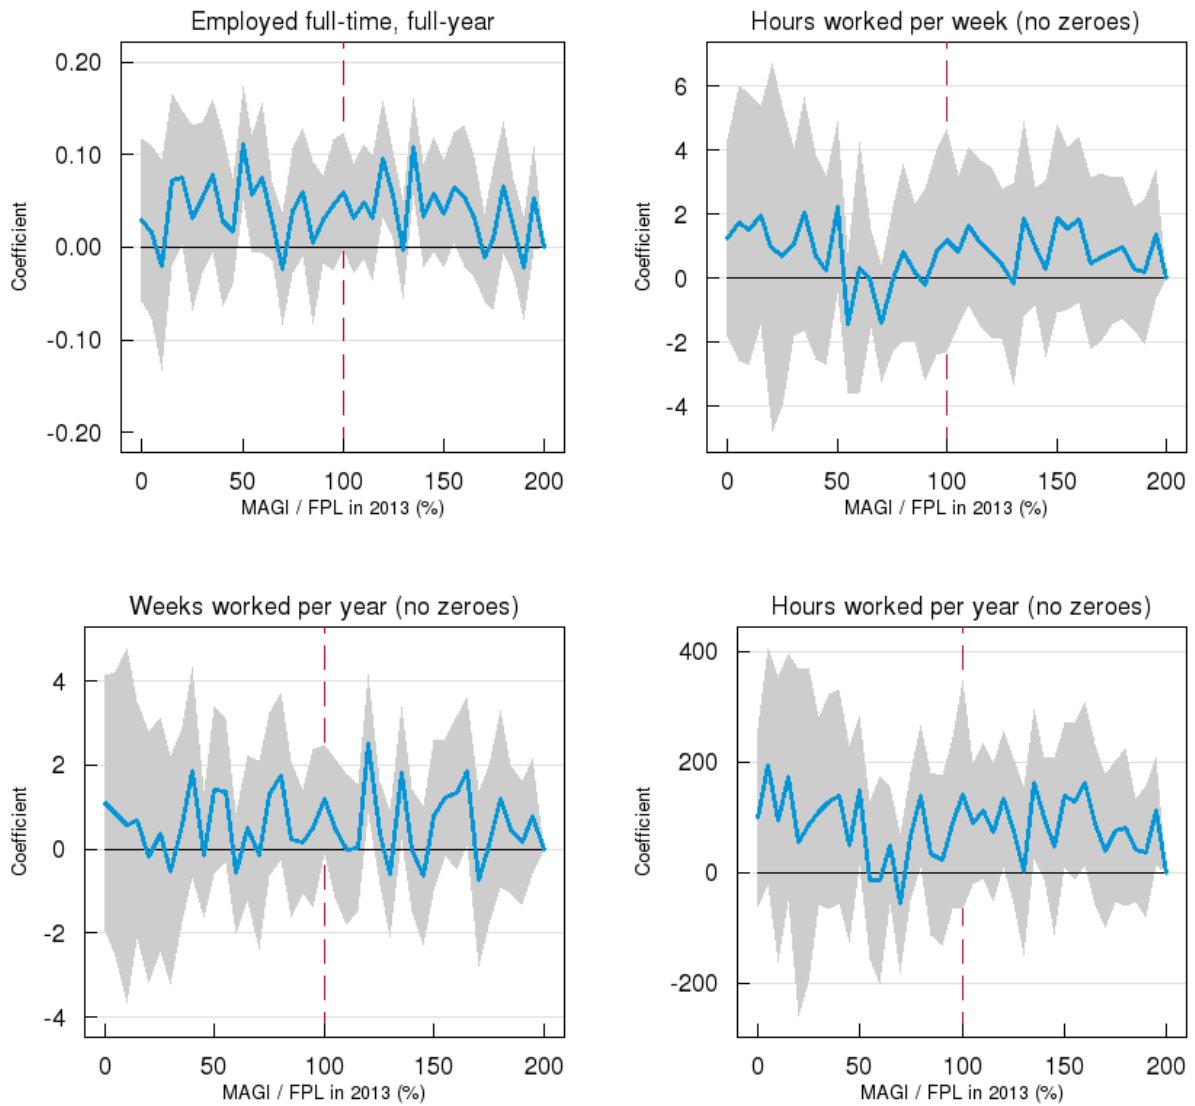 Employed full-time, full-year
0.20
0.10
0.00
-0.10
-0.20
Coefficient
0 50 100 150 200
MAGI / FPL in 2013 (%)
Hours worked per week (no zeroes)
6
4
2
0
-2
-4
Coefficient
0 50 100 150 200
MAGI / FPL in 2013 (%)
Weeks worked per year (no zeroes)
4
2
0
-2
-4
Coefficient
0 50 100 150 200
MAGI / FPL in 2013 (%)
Hours worked per year (no zeroes)
400
200
0
-200
Coefficient
0 50 100 150 200
MAGI / FPL in 2013 (%)